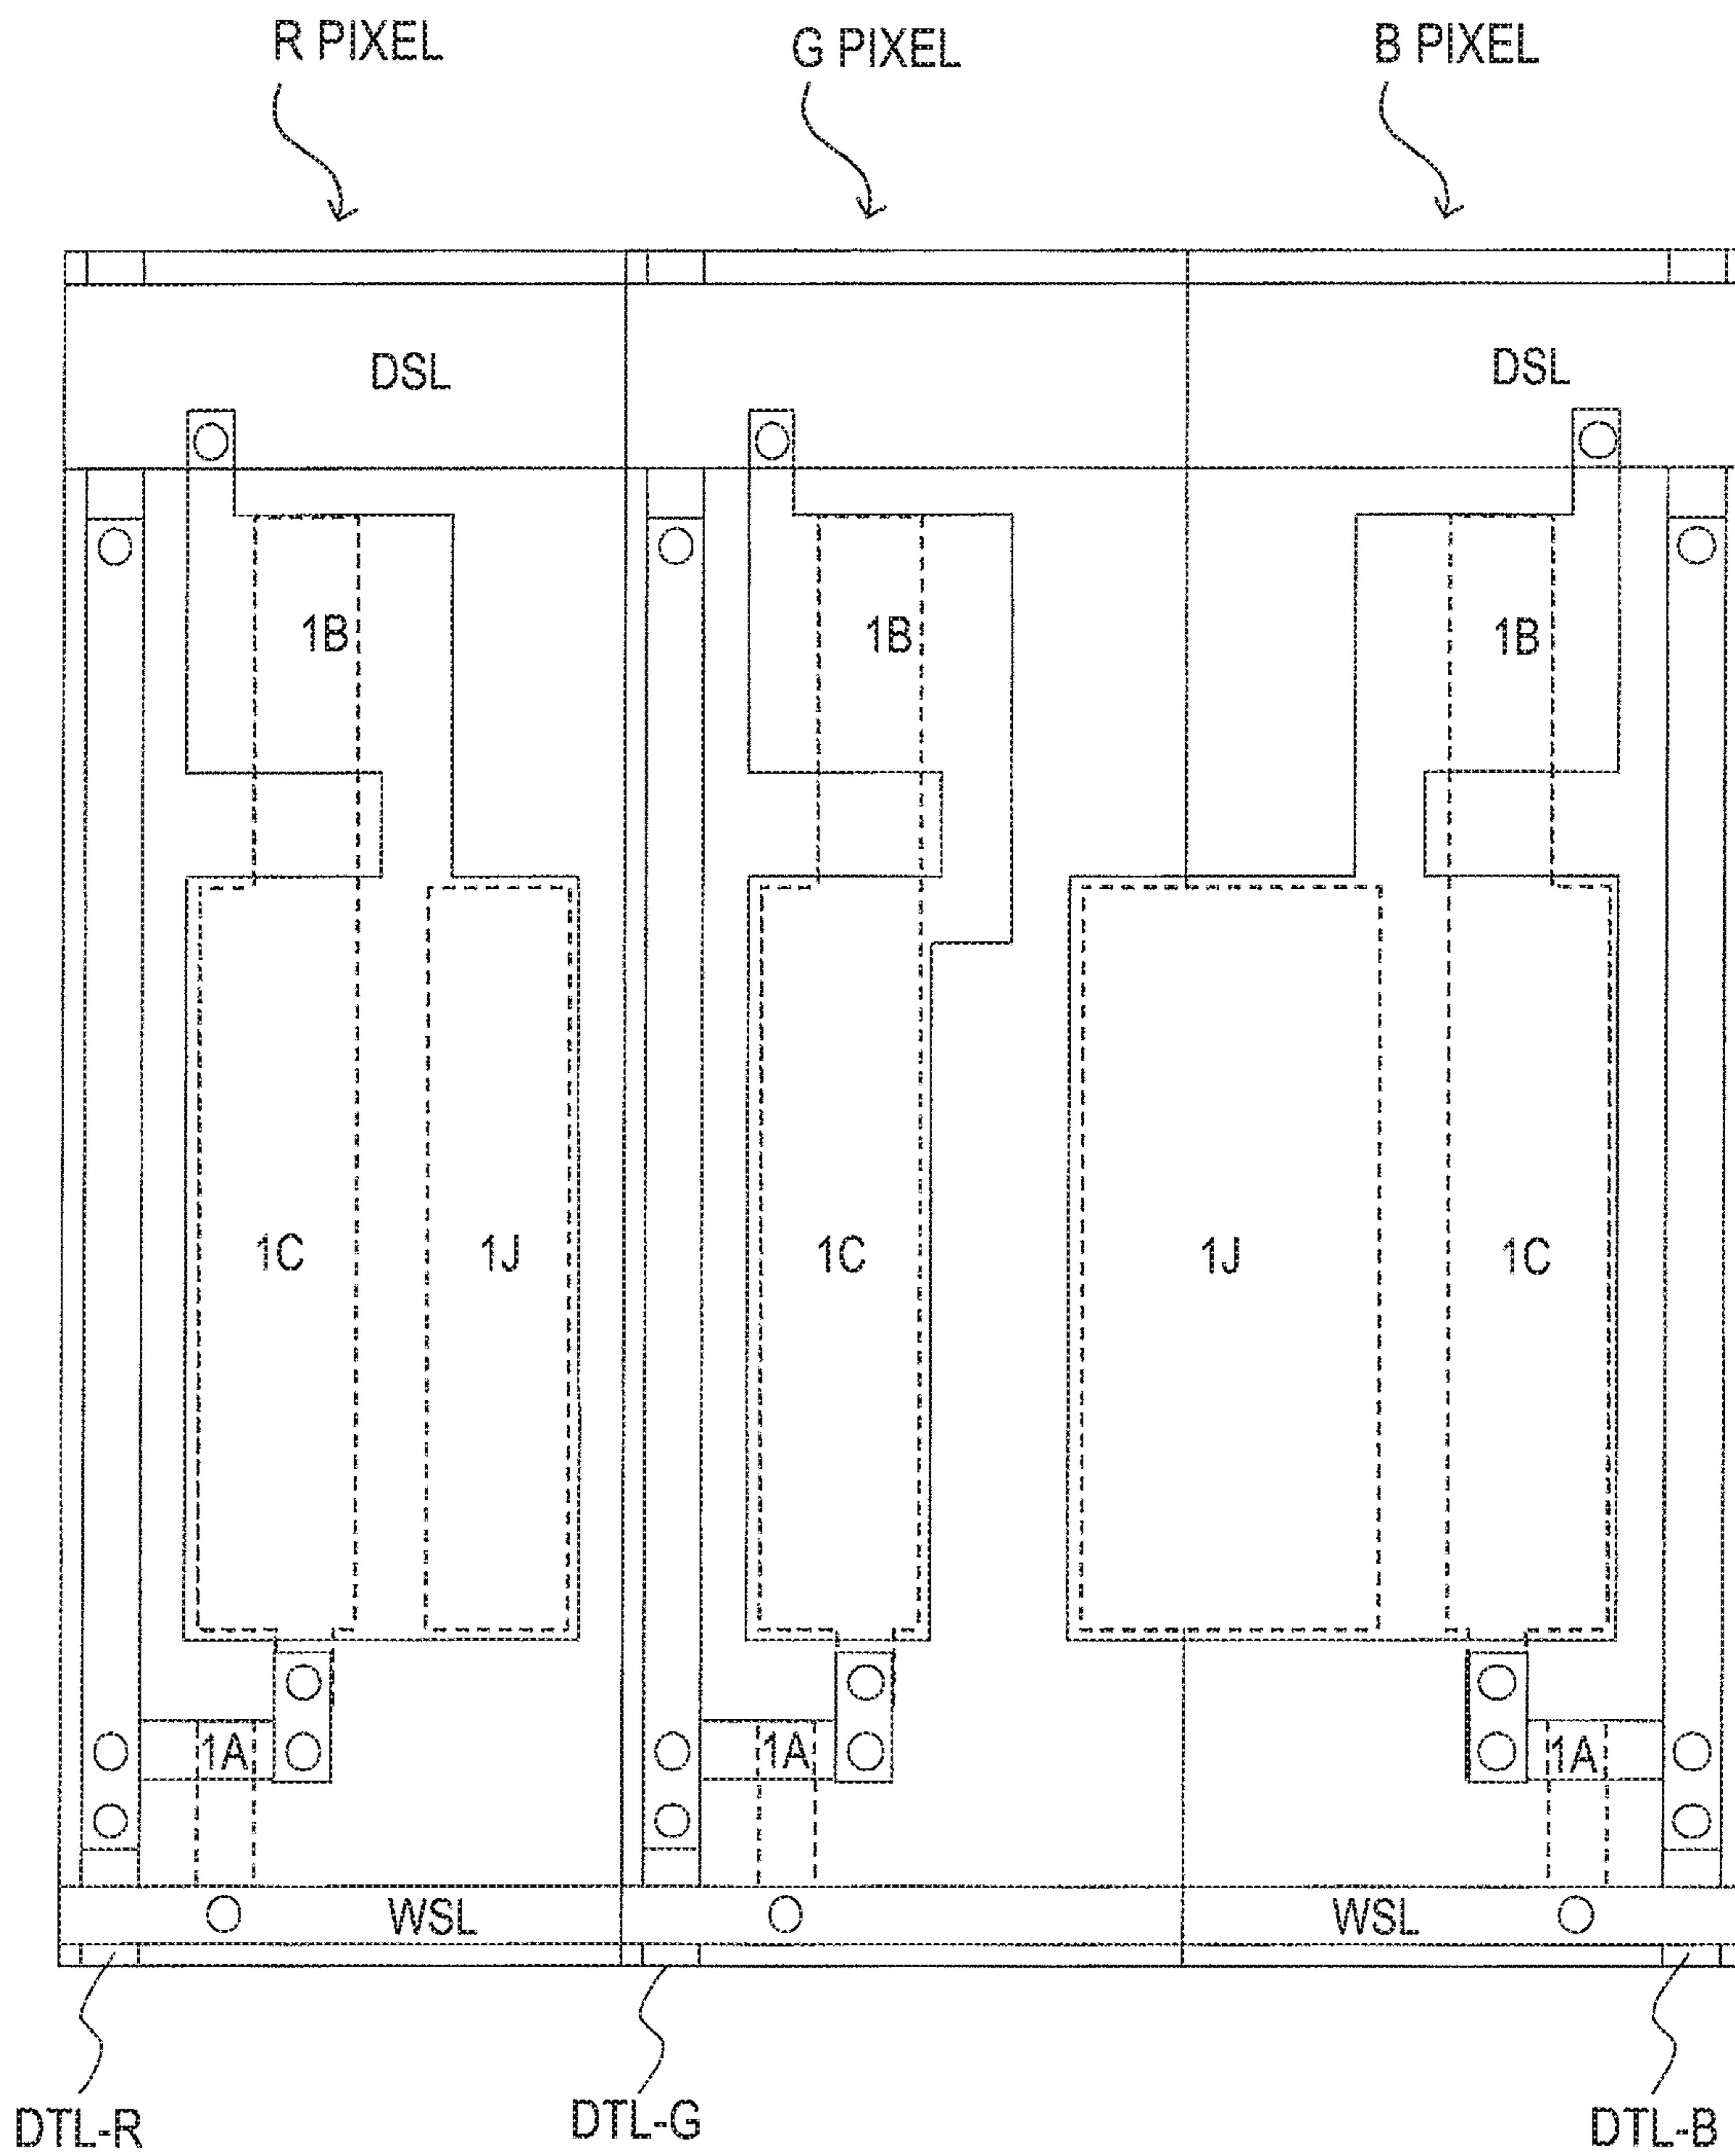 R PIXEL G PIXEL B PIXEL
DSL DSL
1B 1B 1B
1C 1J 1C 1J 1C
1A 1A 1A
WSL WSL
DTL-R DTL-G DTL-B